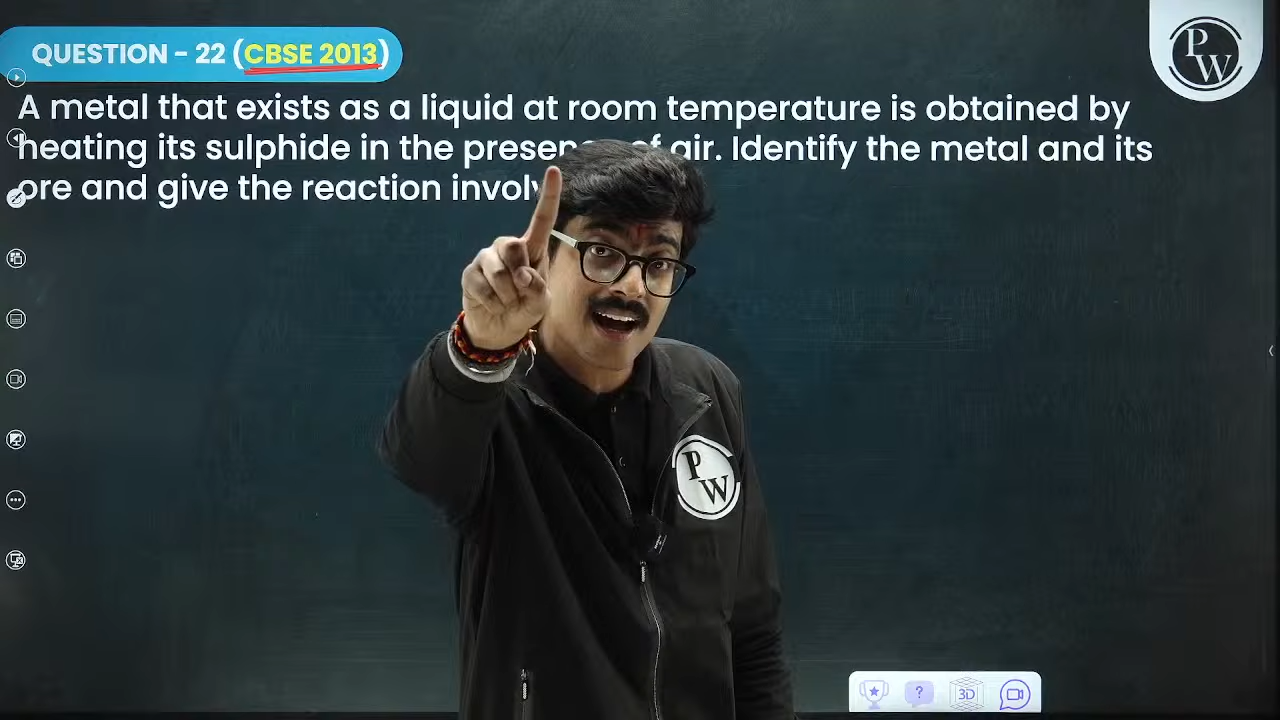 QUESTION - 22 (CBSE 2013)
PW
A metal that exists as a liquid at room temperature is obtained by
heating its sulphide in the of air. Identify the metal and its
ore and give the reaction
PW
?
3D